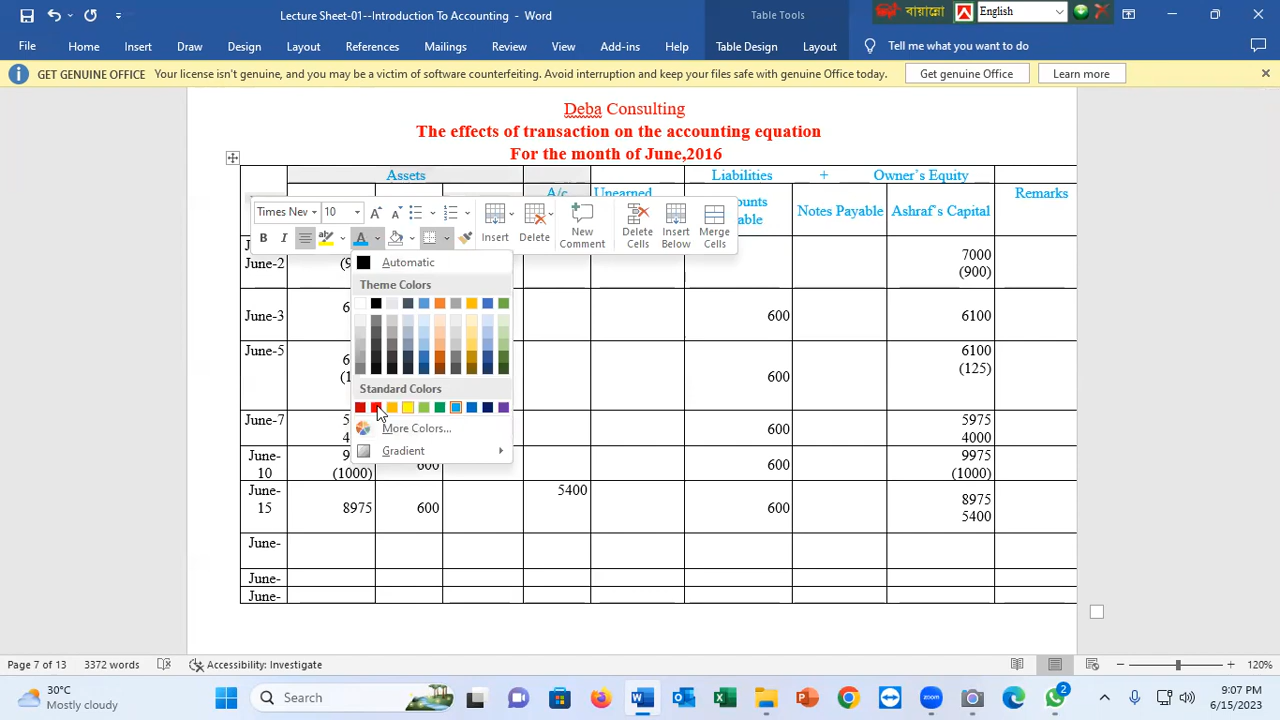 Lecture Sheet-01--Introduction To Accounting - Word
Table Tools
বায়ান্নো
English
File Home Insert Draw Design Layout References Mailings Review View Add-ins Help Table Design Layout Tell me what you want to do
GET GENUINE OFFICE Your license isn't genuine, and you may be a victim of software counterfeiting. Avoid interruption and keep your files safe with genuine Office today. Get genuine Office Learn more
Deba Consulting
The effects of transaction on the accounting equation
For the month of June,2016
Assets Liabilities + Owner's Equity
A/c Unearned Notes Payable Ashraf's Capital Remarks
Times New 10
B I A
Insert Delete New Comment Delete Cells Insert Below Merge Cells
Automatic
Theme Colors
Standard Colors
More Colors...
Gradient
June-2 7000
(900)
June-3 600 6100
June-5 600 6100
(125)
June-7 600 5975
4000
June-10 (1000) 600 600 9975
(1000)
June-15 8975 600 5400 600 8975
5400
June-
June-
June-
Page 7 of 13 3372 words Accessibility: Investigate 120%
30°C
Mostly cloudy
Search
zoom
2
9:07 PM
6/15/2023